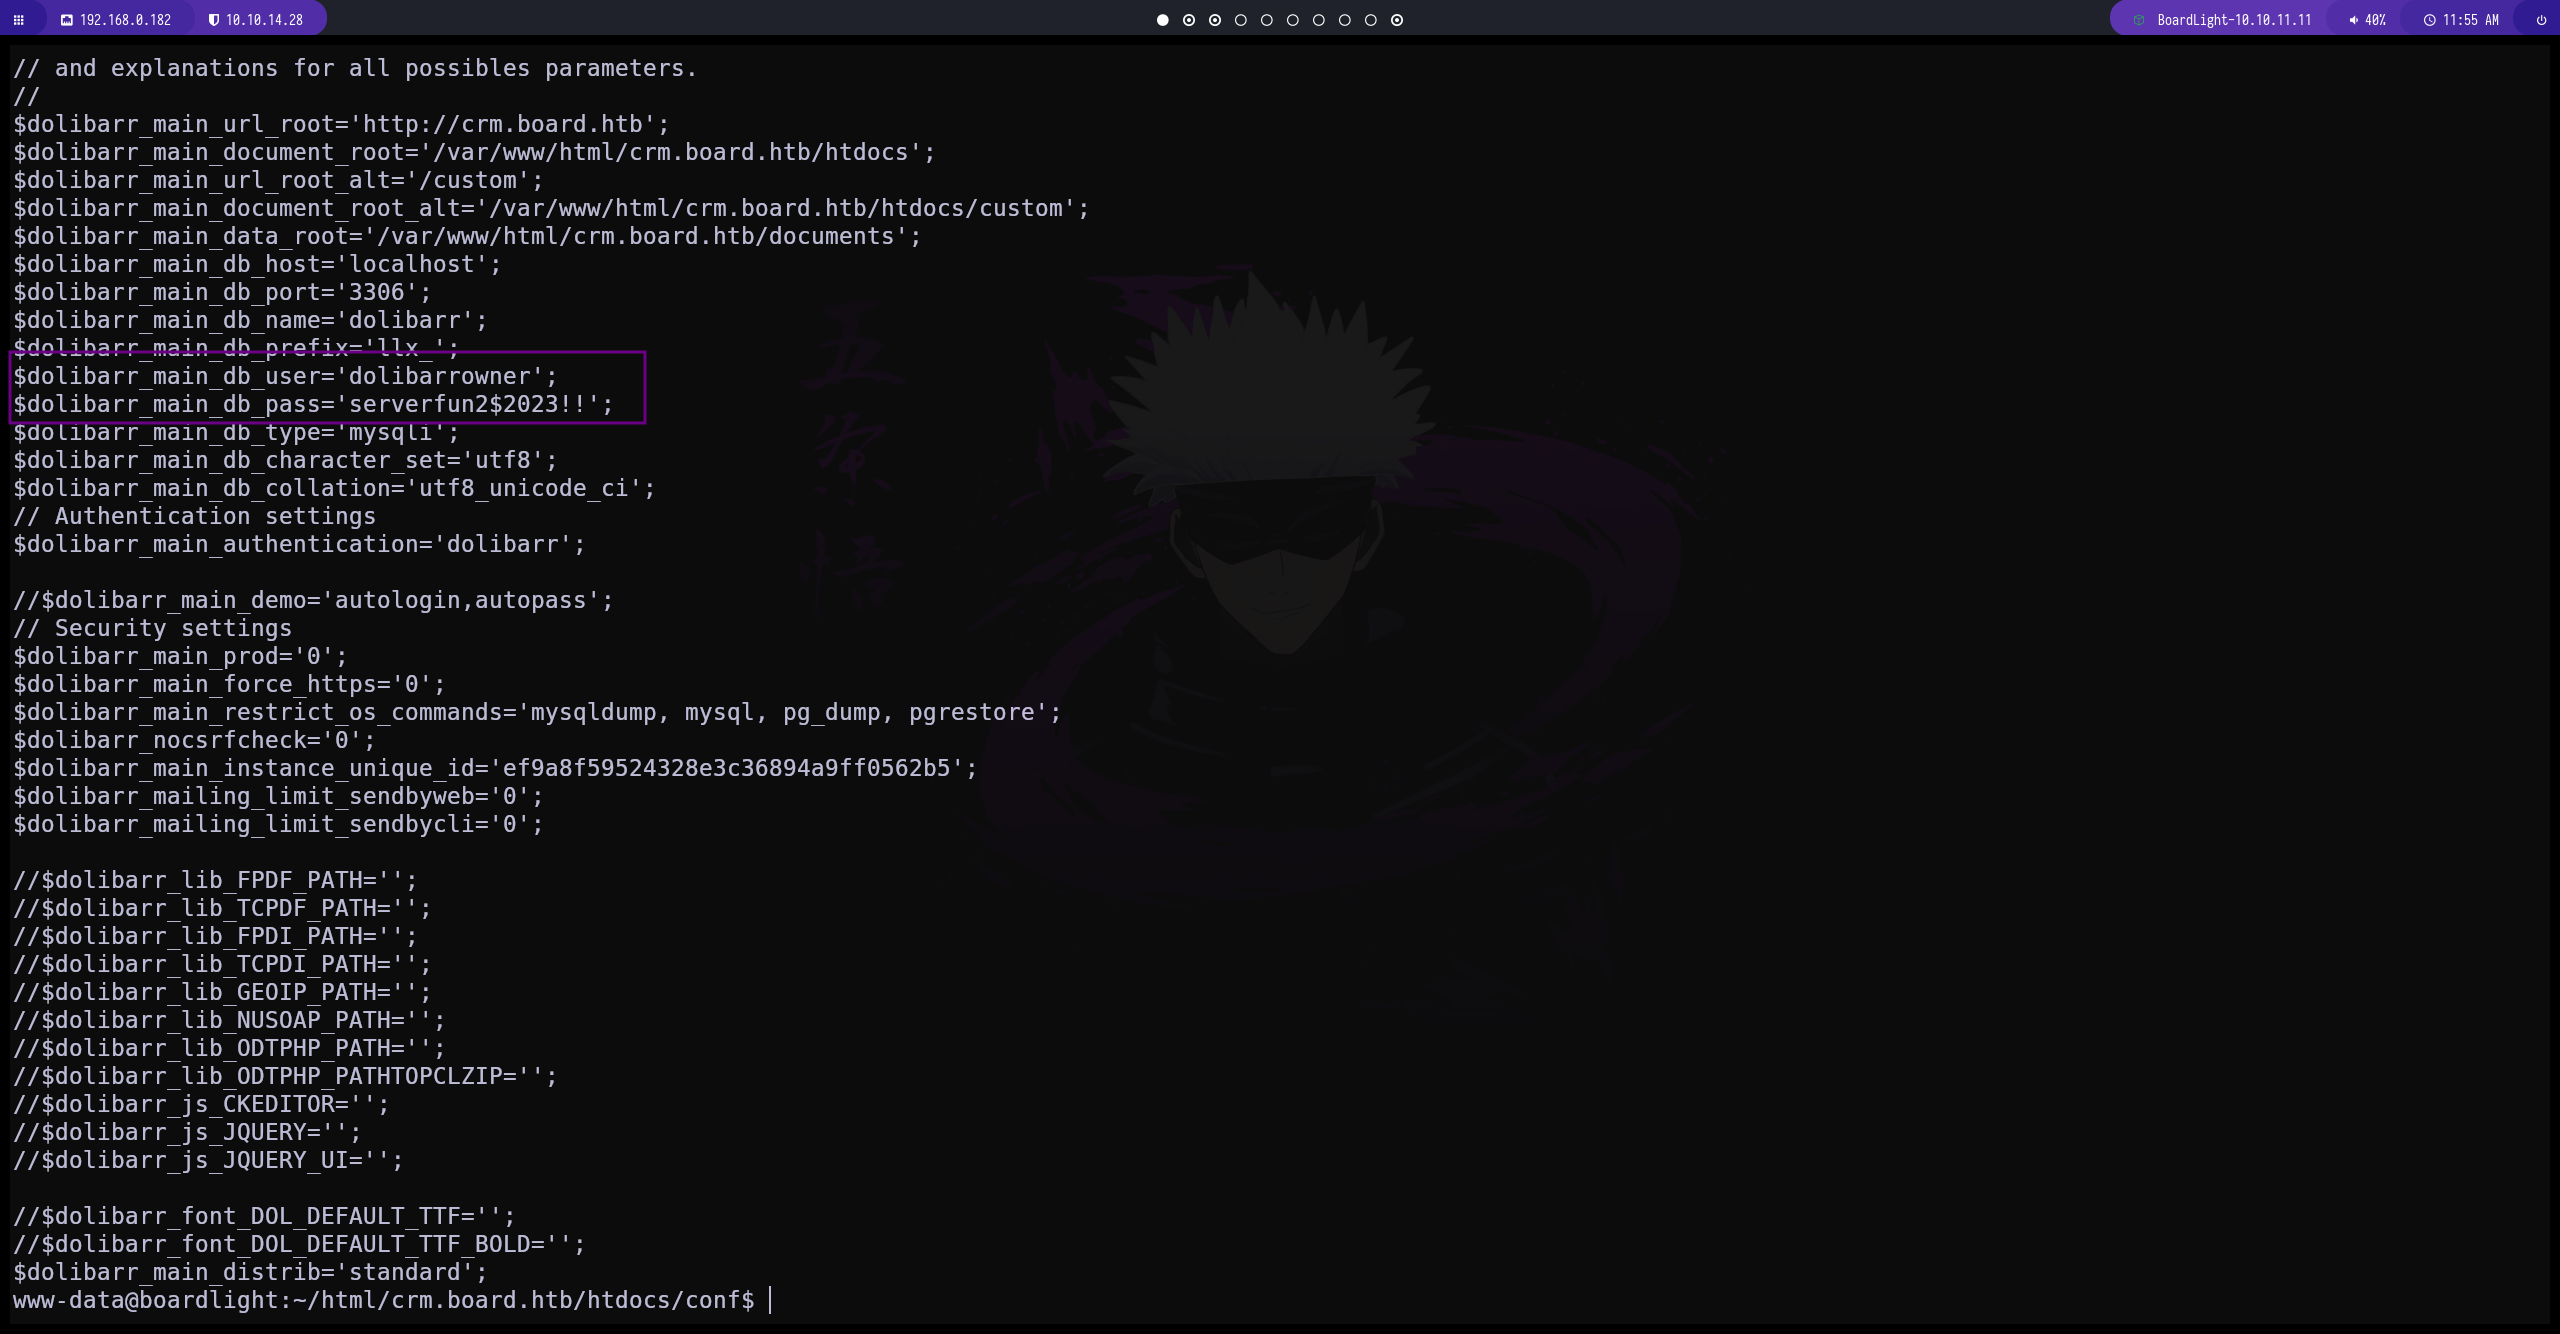 192.168.0.182 10.10.14.28 BoardLight-10.10.11.11 40% 11:55 AM
// and explanations for all possibles parameters.
//
$dolibarr_main_url_root='http://crm.board.htb';
$dolibarr_main_document_root='/var/www/html/crm.board.htb/htdocs';
$dolibarr_main_url_root_alt='/custom';
$dolibarr_main_document_root_alt='/var/www/html/crm.board.htb/htdocs/custom';
$dolibarr_main_data_root='/var/www/html/crm.board.htb/documents';
$dolibarr_main_db_host='localhost';
$dolibarr_main_db_port='3306';
$dolibarr_main_db_name='dolibarr';
$dolibarr_main_db_prefix='llx_';
$dolibarr_main_db_user='dolibarrowner';
$dolibarr_main_db_pass='serverfun2$2023!!';
$dolibarr_main_db_type='mysqli';
$dolibarr_main_db_character_set='utf8';
$dolibarr_main_db_collation='utf8_unicode_ci';
// Authentication settings
$dolibarr_main_authentication='dolibarr';
//$dolibarr_main_demo='autologin,autopass';
// Security settings
$dolibarr_main_prod='0';
$dolibarr_main_force_https='0';
$dolibarr_main_restrict_os_commands='mysqldump, mysql, pg_dump, pgrestore';
$dolibarr_nocsrfcheck='0';
$dolibarr_main_instance_unique_id='ef9a8f59524328e3c36894a9ff0562b5';
$dolibarr_mailing_limit_sendbyweb='0';
$dolibarr_mailing_limit_sendbycli='0';
//$dolibarr_lib_FPDF_PATH='';
//$dolibarr_lib_TCPDF_PATH='';
//$dolibarr_lib_FPDI_PATH='';
//$dolibarr_lib_TCPDI_PATH='';
//$dolibarr_lib_GEOIP_PATH='';
//$dolibarr_lib_NUSOAP_PATH='';
//$dolibarr_lib_ODTPHP_PATH='';
//$dolibarr_lib_ODTPHP_PATHTOPCLZIP='';
//$dolibarr_js_CKEDITOR='';
//$dolibarr_js_JQUERY='';
//$dolibarr_js_JQUERY_UI='';
//$dolibarr_font_DOL_DEFAULT_TTF='';
//$dolibarr_font_DOL_DEFAULT_TTF_BOLD='';
$dolibarr_main_distrib='standard';
www-data@boardlight:~/html/crm.board.htb/htdocs/conf$
五
条
悟